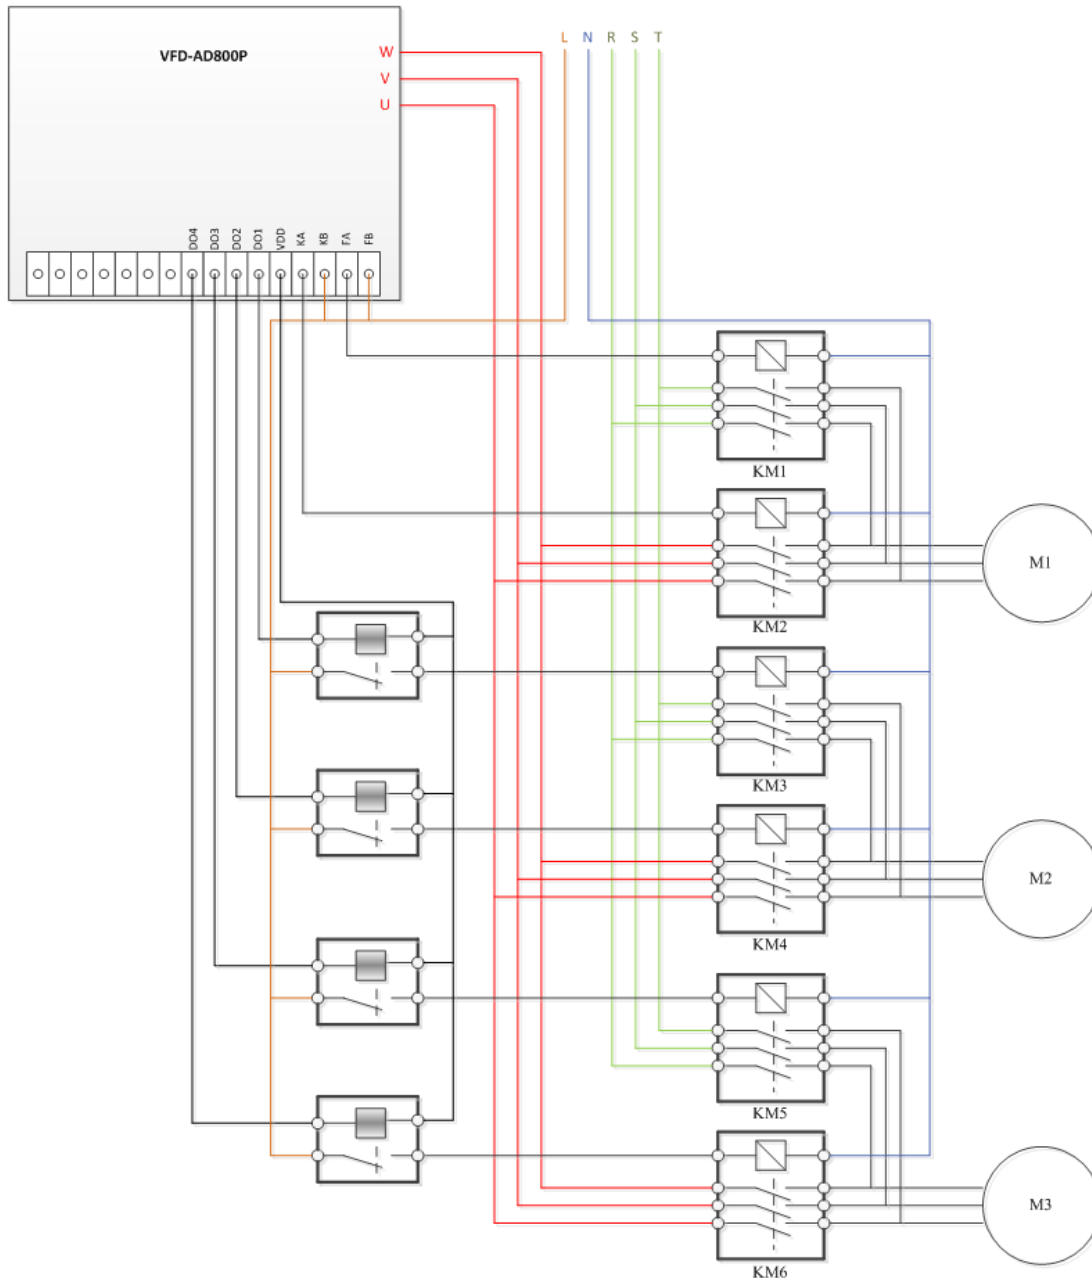 VFD-AD800P
W
V
U
L N R S T
DO4 DO3 DO2 DO1 VDD KA KB FA FB
KM1
KM2
M1
KM3
KM4
M2
KM5
KM6
M3